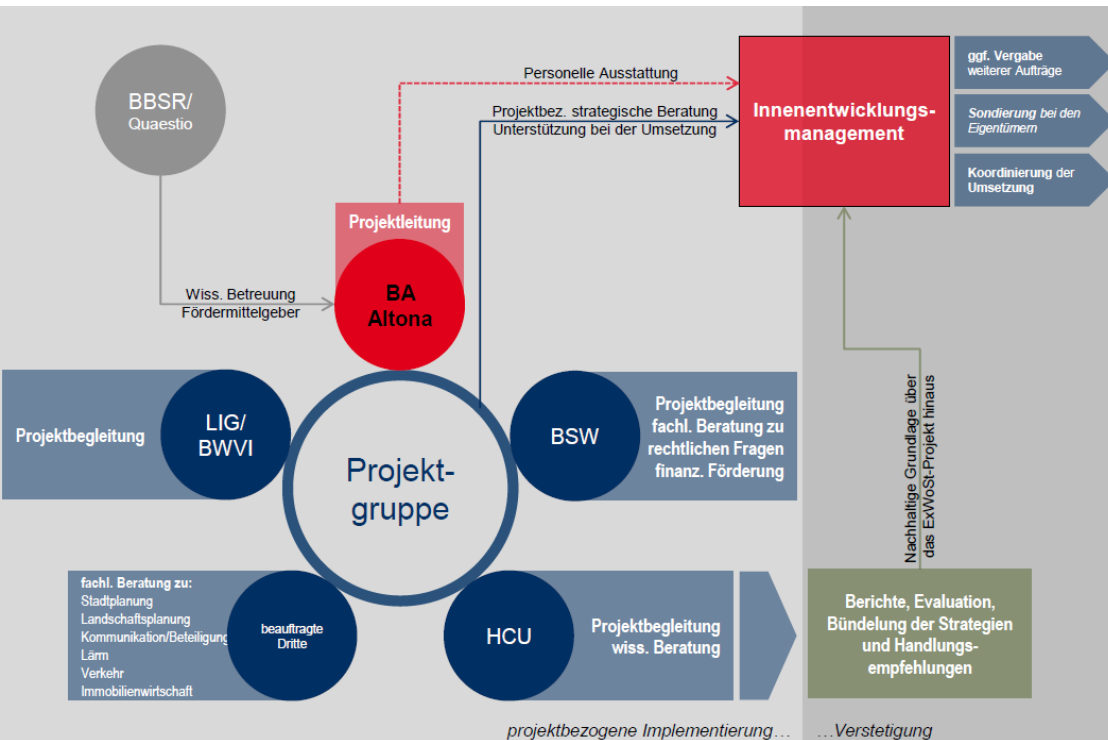 BBSR/
Quaestio
Personelle Ausstattung
Projektbez. strategische Beratung
Unterstützung bei der Umsetzung
Innenentwicklungs-
management
ggf. Vergabe
weiterer Aufträge
Sondierung bei den
Eigentümern
Koordinierung der
Umsetzung
Projektleitung
BA
Altona
Wiss. Betreuung
Fördermittelgeber
Projektbegleitung
LIG/
BWVI
Projekt-
gruppe
BSW
Projektbegleitung
fachl. Beratung zu
rechtlichen Fragen
finanz. Förderung
Nachhaltige Grundlage über
das ExWoSt-Projekt hinaus
fachl. Beratung zu:
Stadtplanung
Landschaftsplanung
Kommunikation/Beteiligung
Lärm
Verkehr
Immobilienwirtschaft
beauftragte
Dritte
HCU
Projektbegleitung
wiss. Beratung
Berichte, Evaluation,
Bündelung der Strategien
und Handlungs-
empfehlungen
projektbezogene Implementierung…
…Verstetigung